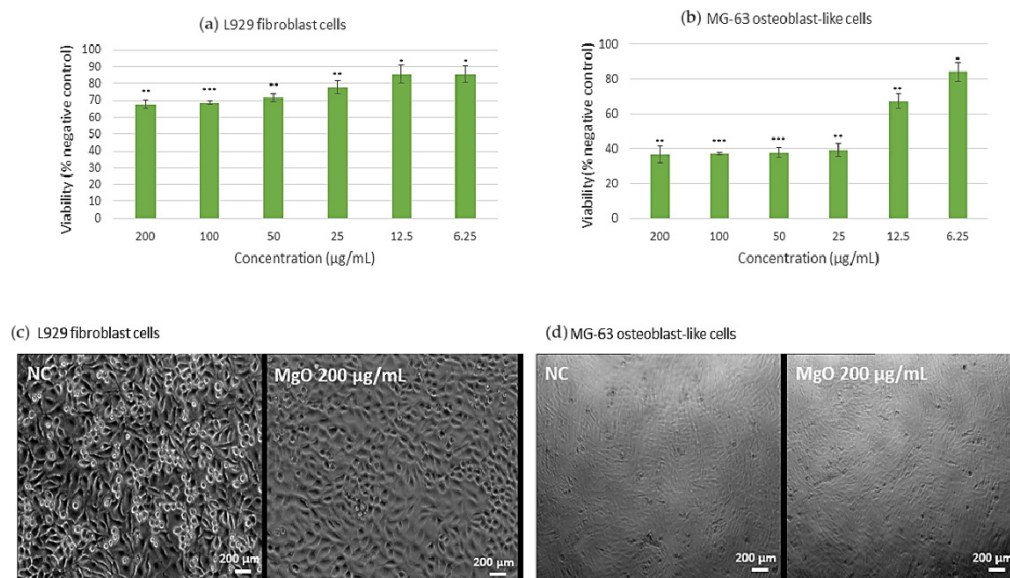 (a) L929 fibroblast cells
Viability (% negative control)
100
90
80
70
60
50
40
30
20
10
0
** *** ** ** * *
200 100 50 25 12.5 6.25
Concentration (µg/mL)
(b) MG-63 osteoblast-like cells
Viability (% negative control)
100
80
60
40
20
0
** *** *** ** ** *
200 100 50 25 12.5 6.25
Concentration (µg/mL)
(c) L929 fibroblast cells
NC
200 µm
MgO 200 µg/mL
200 µm
(d) MG-63 osteoblast-like cells
NC
200 µm
MgO 200 µg/mL
200 µm